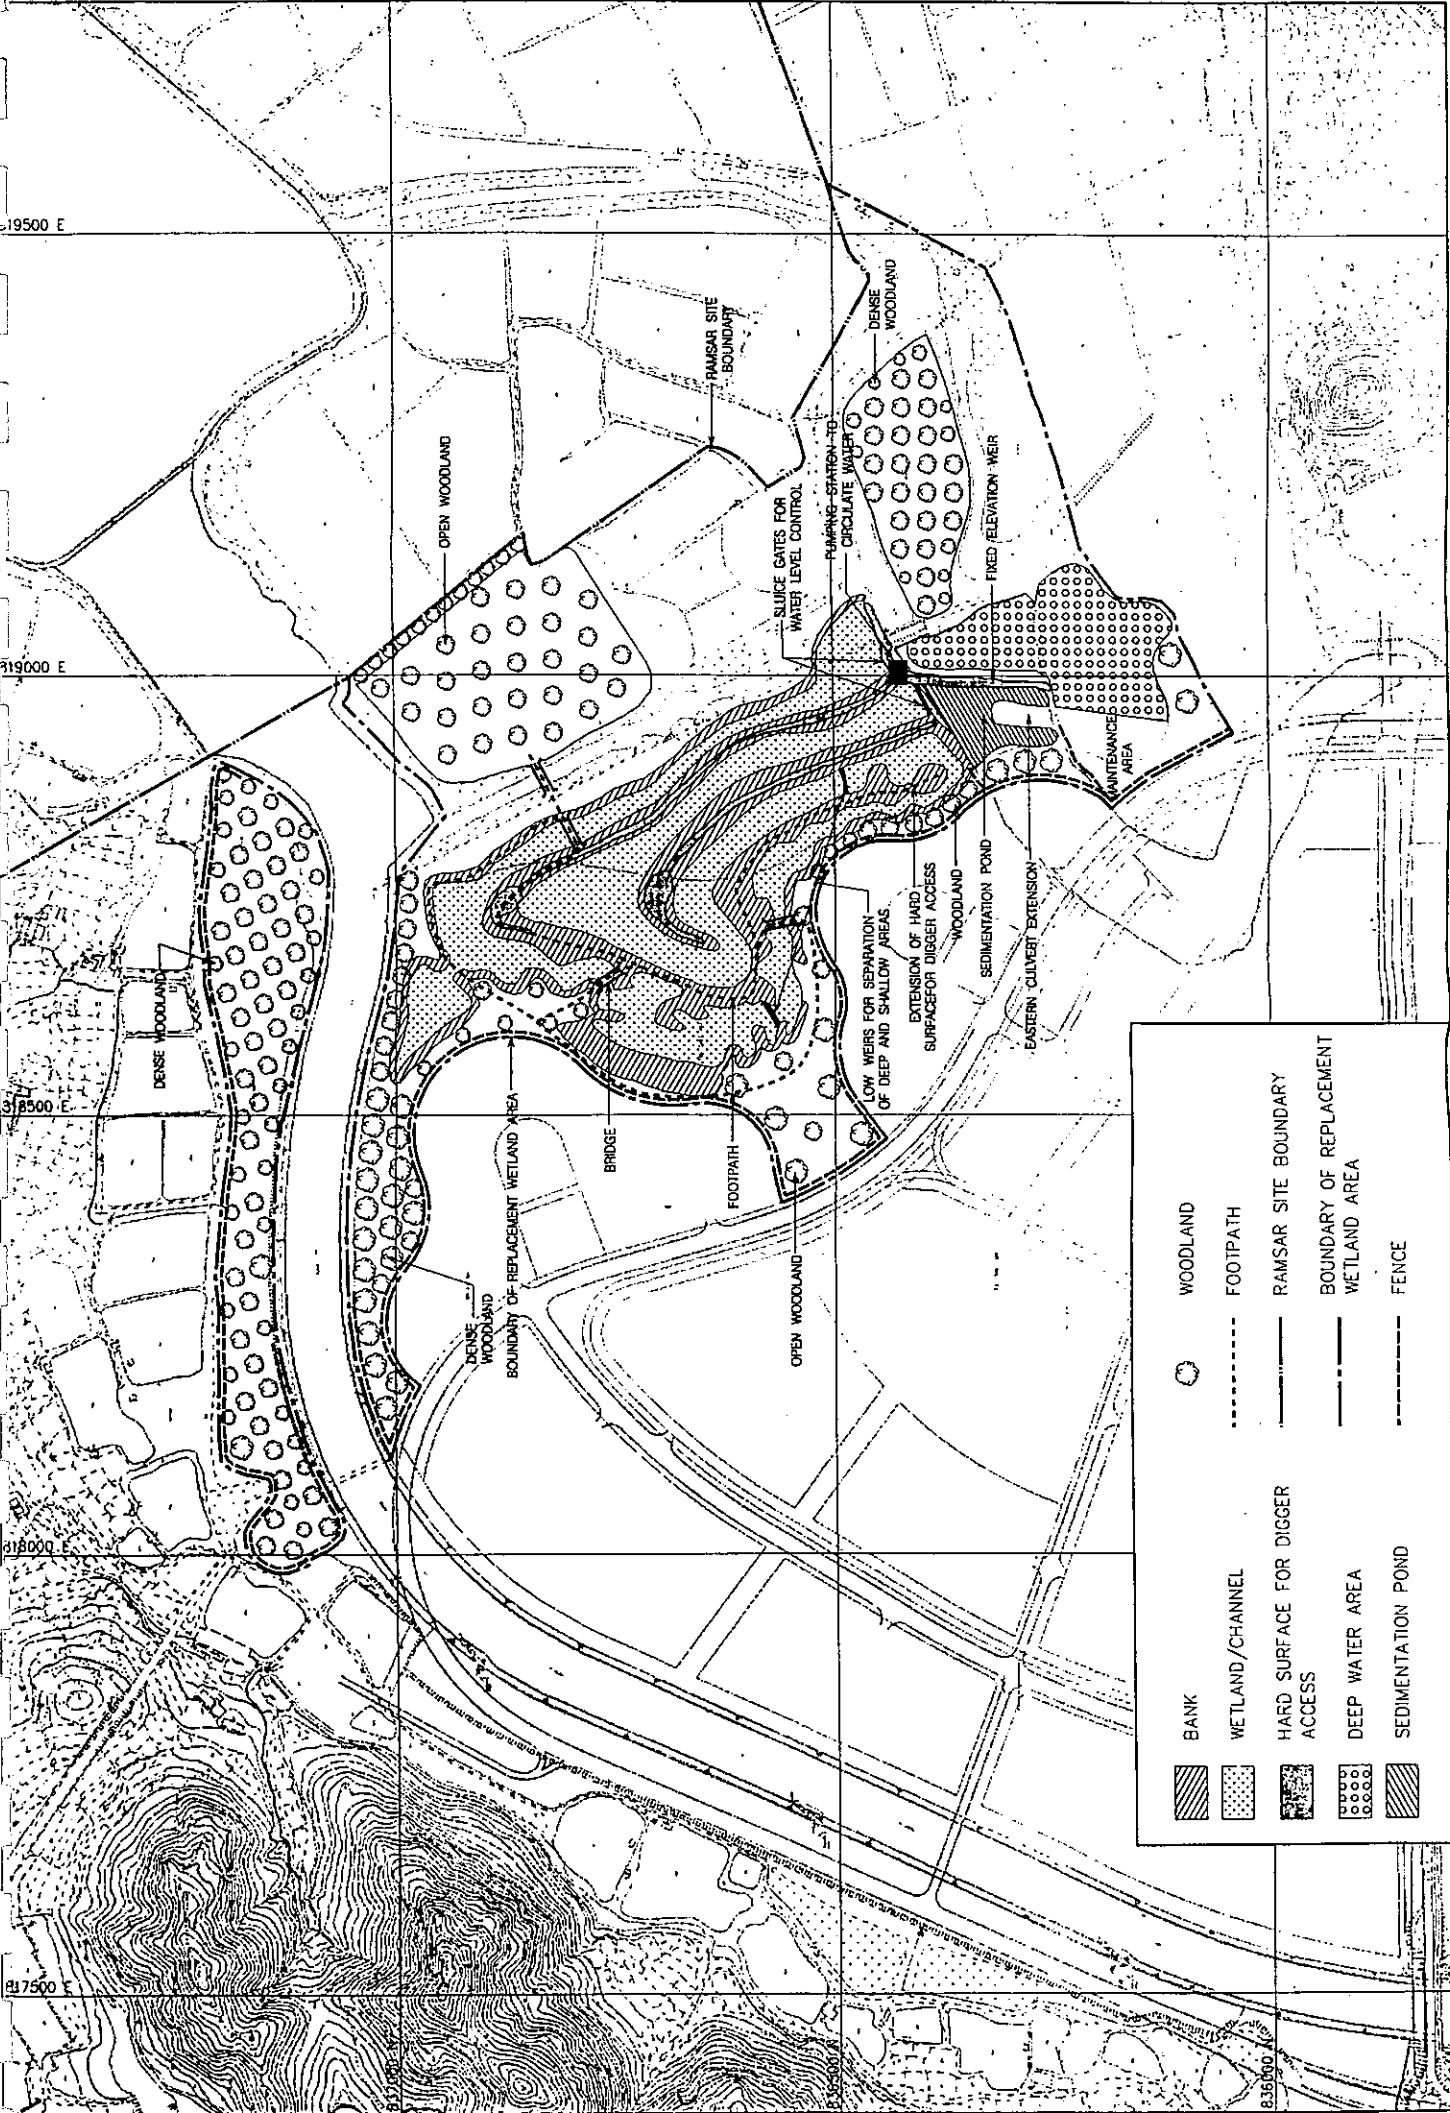 819500 E
819000 E
818500 E
818000 E
817500 E
836500 N
836000 N
OPEN WOODLAND
RAMSAR SITE
BOUNDARY
DENSE
WOODLAND
SLUICE GATES FOR
WATER LEVEL CONTROL
PUMPING STATION TO
CIRCULATE WATER
FIXED ELEVATION WEIR
MAINTENANCE
AREA
DENSE WOODLAND
BOUNDARY OF REPLACEMENT WETLAND AREA
BRIDGE
FOOTPATH
LOW WEIRS FOR SEPARATION
OF DEEP AND SHALLOW AREAS
EXTENSION OF HARD
SURFACEFOR DIGGER ACCESS
WOODLAND
SEDIMENTATION POND
EASTERN CULVERT EXTENSION
DENSE
WOODLAND
OPEN WOODLAND
BANK
WETLAND/CHANNEL
HARD SURFACE FOR DIGGER
ACCESS
DEEP WATER AREA
SEDIMENTATION POND
WOODLAND
FOOTPATH
RAMSAR SITE BOUNDARY
BOUNDARY OF REPLACEMENT
WETLAND AREA
FENCE